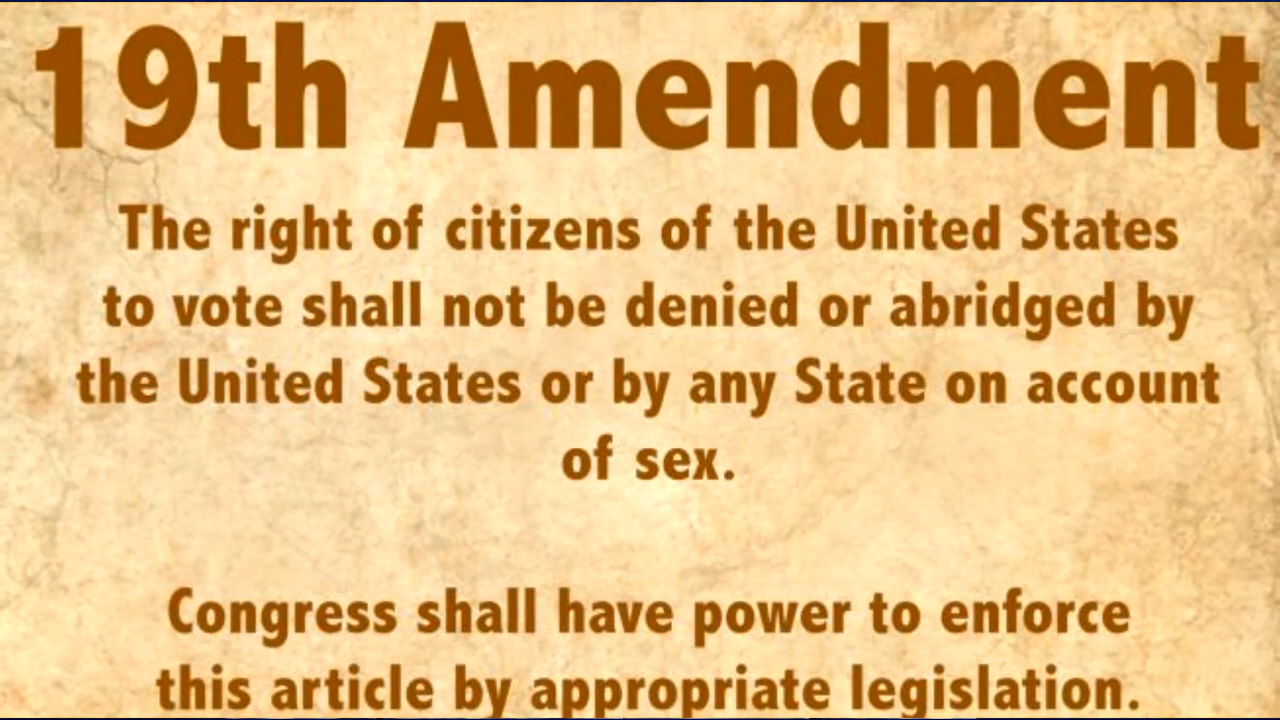 19th Amendment
The right of citizens of the United States
to vote shall not be denied or abridged by
the United States or by any State on account
of sex.
Congress shall have power to enforce
this article by appropriate legislation.